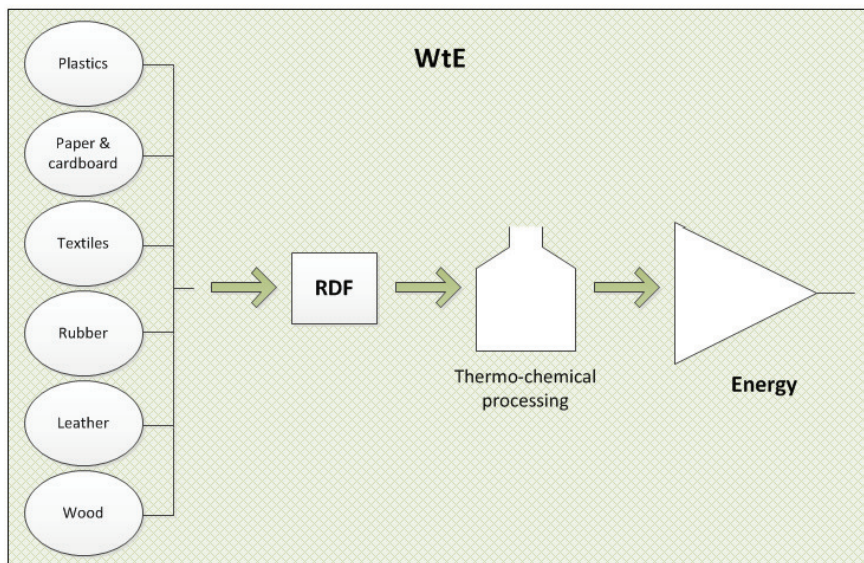 WtE
Plastics
Paper &
cardboard
Textiles
Rubber
Leather
Wood
RDF
Thermo-chemical
processing
Energy